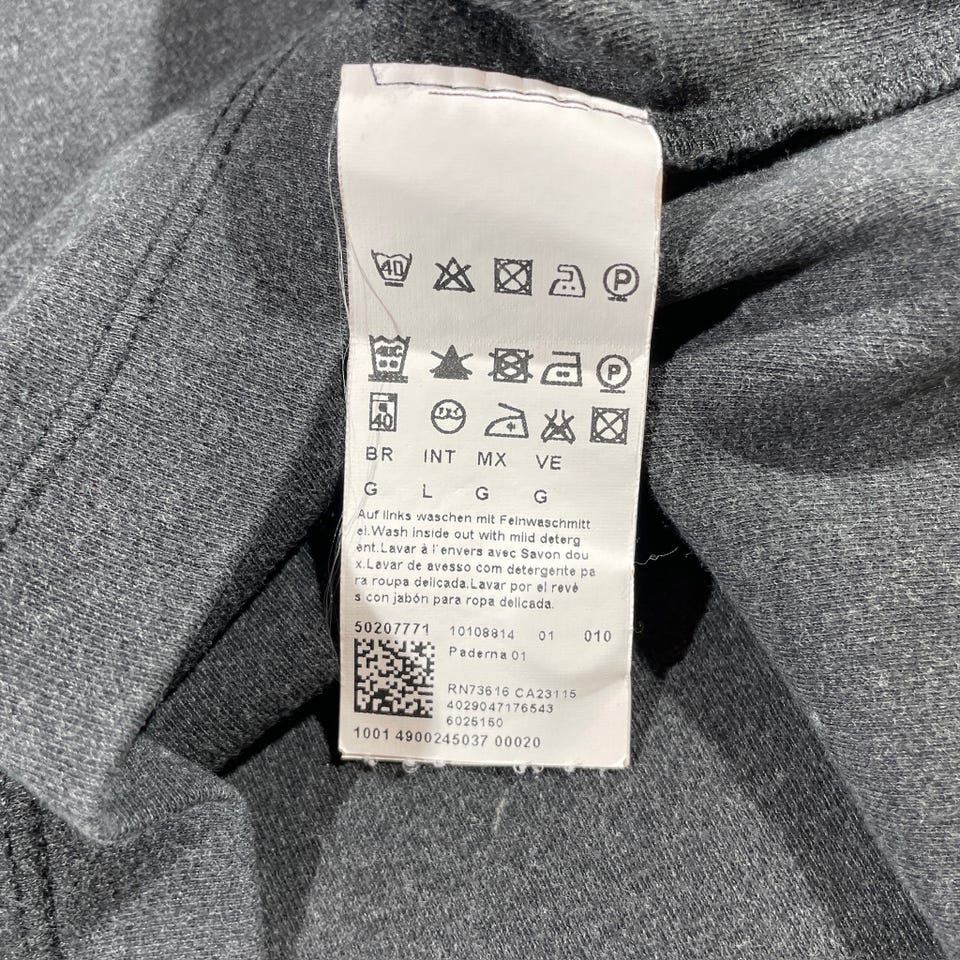 40 P
40C P
40
BR INT MX VE
G L G G
Auf links waschen mit Feinwaschmitt
el.Wash inside out with mild deterg
ent.Lavar à l'envers avec Savon dou
x.Lavar de avesso com detergente pa
ra roupa delicada.Lavar por el revé
s con jabón para ropa delicada.
50207771 10108814 01 010
Paderna 01
RN73616 CA23115
4029047176543
6025150
1001 4900245037 00020